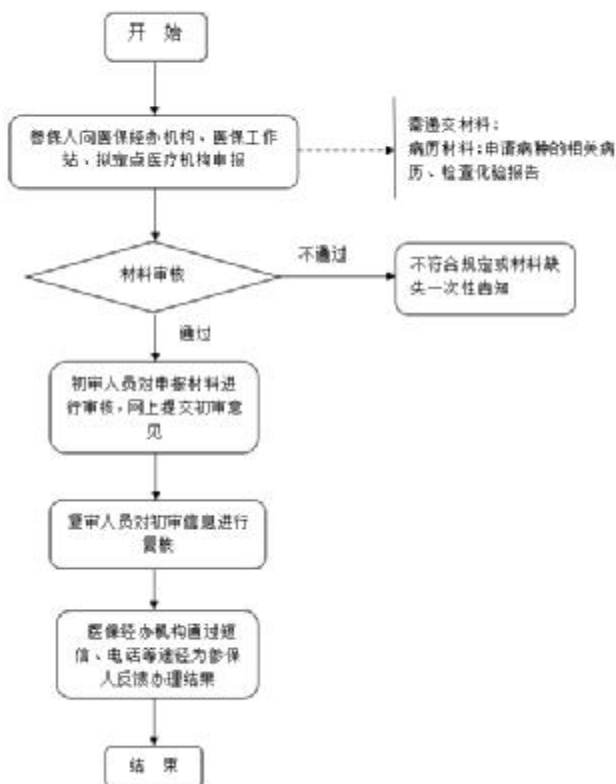 开 始
参保人向医保经办机构、医保工作
站、拟定点医疗机构申报
需递交材料：
病历材料：申请病种的相关病
历、检查化验报告
材料审核
不通过
不符合规定或材料缺
失一次性告知
通过
初审人员对申报材料进
行审核，网上提交初审意
见
复审人员对初审信息进行
复核
医保经办机构通过短
信、电话等途径为参保
人反馈办理结果
结 果